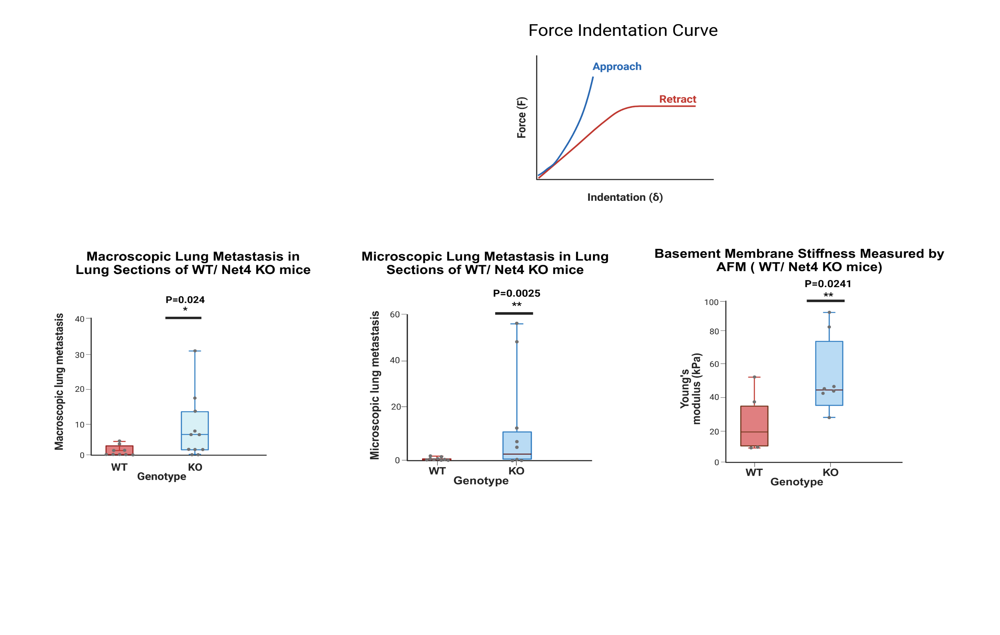 Force Indentation Curve
Approach
Retract
Force (F)
Indentation (δ)
Macroscopic Lung Metastasis in
Lung Sections of WT/ Net4 KO mice
P=0.024
*
Macroscopic lung metastasis
40
30
20
10
0
WT
KO
Genotype
Microscopic Lung Metastasis in Lung
Sections of WT/ Net4 KO mice
P=0.0025
**
Microscopic lung metastasis
60
40
20
0
WT
KO
Genotype
Basement Membrane Stiffness Measured by
AFM ( WT/ Net4 KO mice)
P=0.0241
**
Young's
modulus (kPa)
100
80
60
40
20
0
WT
KO
Genotype